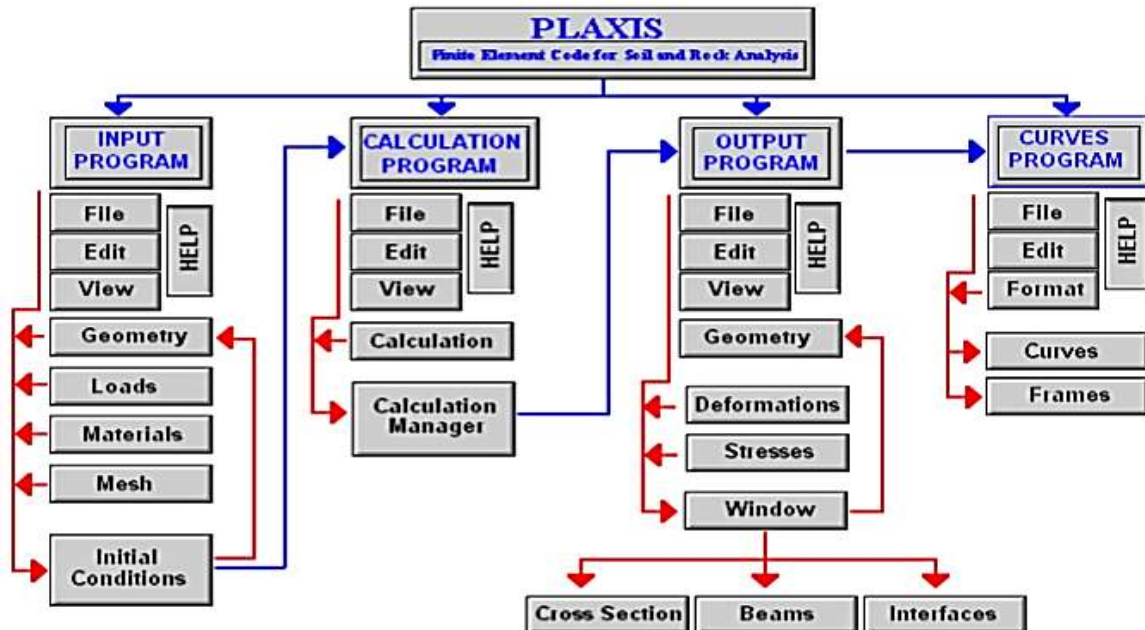 PLAXIS
Finite Element Code for Soil and Rock Analysis
INPUT
PROGRAM
File
Edit
View
HELP
Geometry
Loads
Materials
Mesh
Initial
Conditions
CALCULATION
PROGRAM
File
Edit
View
HELP
Calculation
Calculation
Manager
OUTPUT
PROGRAM
File
Edit
View
HELP
Geometry
Deformations
Stresses
Window
Cross Section
Beams
Interfaces
CURVES
PROGRAM
File
Edit
Format
HELP
Curves
Frames